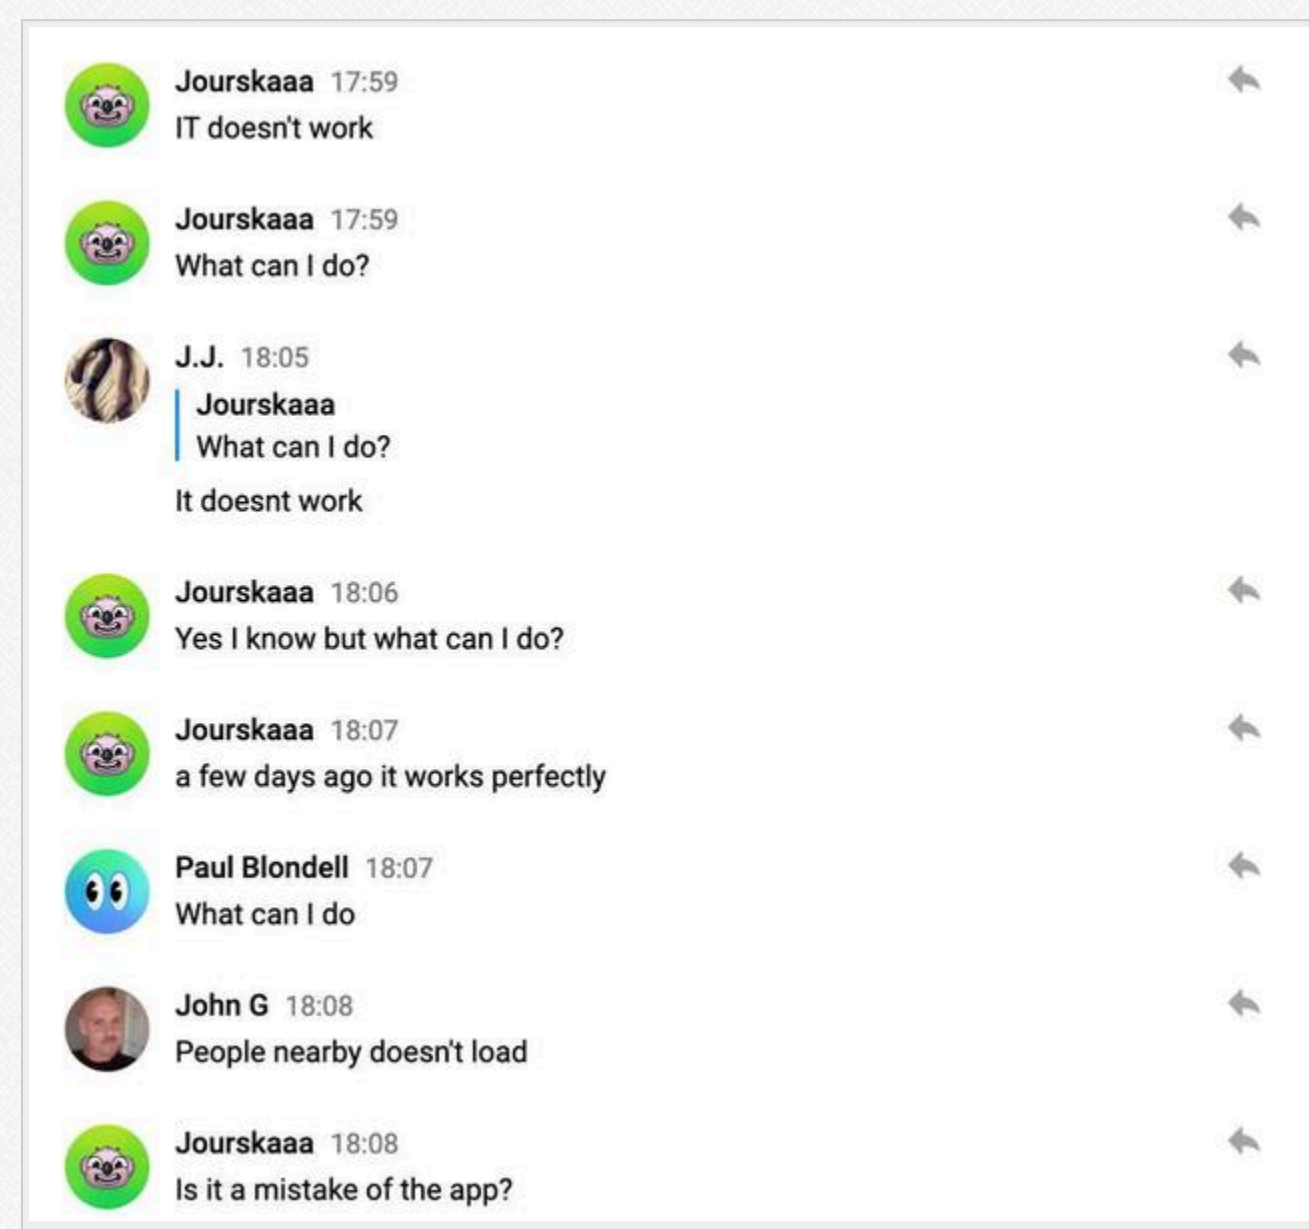 Jourskaaa 17:59
IT doesn't work
Jourskaaa 17:59
What can I do?
J.J. 18:05
Jourskaaa
What can I do?
It doesnt work
Jourskaaa 18:06
Yes I know but what can I do?
Jourskaaa 18:07
a few days ago it works perfectly
Paul Blondell 18:07
What can I do
John G 18:08
People nearby doesn't load
Jourskaaa 18:08
Is it a mistake of the app?